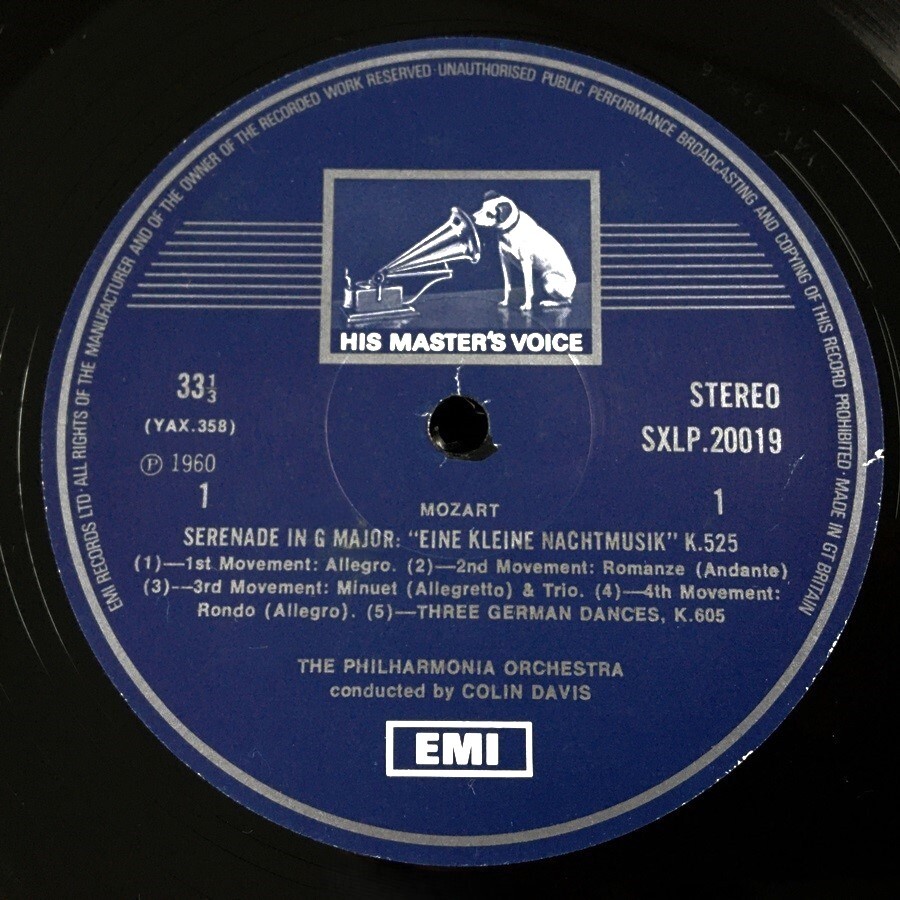 EMI RECORDS LTD · ALL RIGHTS OF THE MANUFACTURER AND OF THE OWNER OF THE RECORDED WORK RESERVED · UNAUTHORISED PUBLIC PERFORMANCE BROADCASTING AND COPYING OF THIS RECORD PROHIBITED · MADE IN GT BRITAIN
HIS MASTER'S VOICE
33⅓
STEREO
(YAX.358)
SXLP.20019
Ⓟ 1960
1
1
MOZART
SERENADE IN G MAJOR: "EINE KLEINE NACHTMUSIK" K.525
(1)—1st Movement: Allegro. (2)—2nd Movement: Romanze (Andante)
(3)—3rd Movement: Minuet (Allegretto) & Trio. (4)—4th Movement:
Rondo (Allegro). (5)—THREE GERMAN DANCES, K.605
THE PHILHARMONIA ORCHESTRA
conducted by COLIN DAVIS
EMI